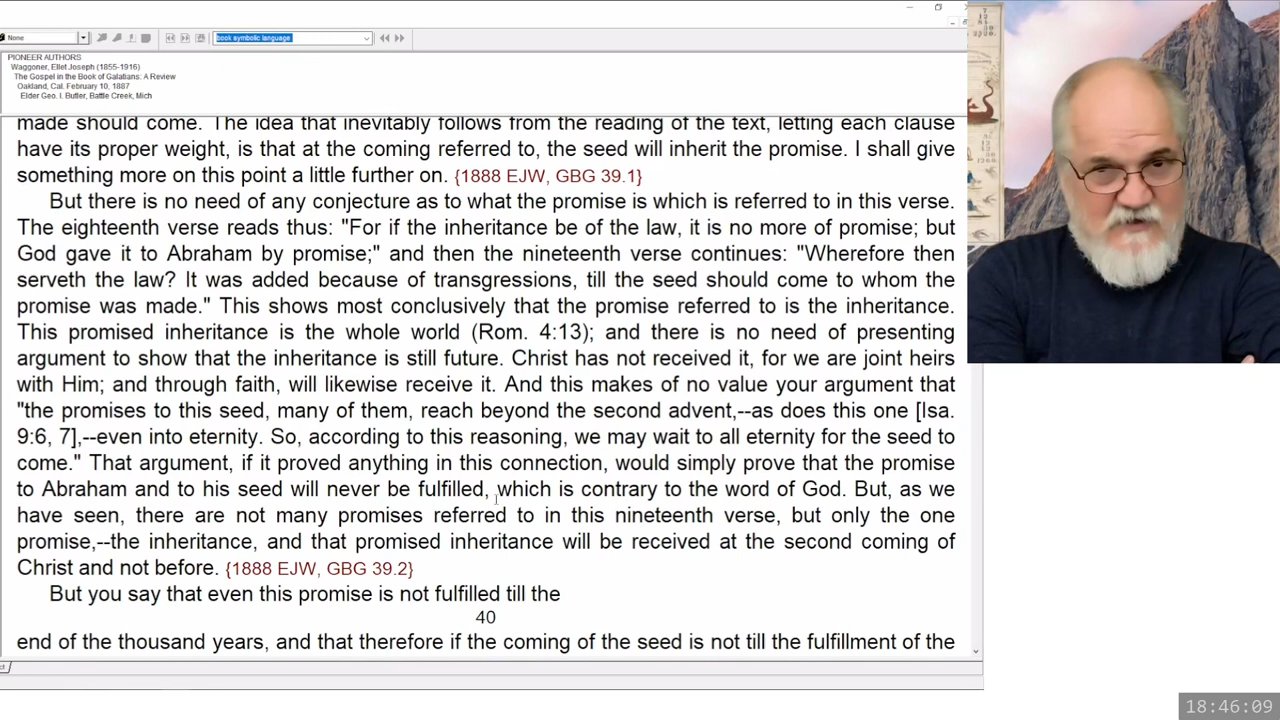 None
book symbolic language
PIONEER AUTHORS
Waggoner, Ellet Joseph (1855-1916)
The Gospel in the Book of Galatians: A Review
Oakland, Cal. February 10, 1887
Elder Geo. I. Butler, Battle Creek, Mich
made should come. The idea that inevitably follows from the reading of the text, letting each clause
have its proper weight, is that at the coming referred to, the seed will inherit the promise. I shall give
something more on this point a little further on. {1888 EJW, GBG 39.1}
But there is no need of any conjecture as to what the promise is which is referred to in this verse.
The eighteenth verse reads thus: "For if the inheritance be of the law, it is no more of promise; but
God gave it to Abraham by promise;" and then the nineteenth verse continues: "Wherefore then
serveth the law? It was added because of transgressions, till the seed should come to whom the
promise was made." This shows most conclusively that the promise referred to is the inheritance.
This promised inheritance is the whole world (Rom. 4:13); and there is no need of presenting
argument to show that the inheritance is still future. Christ has not received it, for we are joint heirs
with Him; and through faith, will likewise receive it. And this makes of no value your argument that
"the promises to this seed, many of them, reach beyond the second advent,--as does this one [Isa.
9:6, 7],--even into eternity. So, according to this reasoning, we may wait to all eternity for the seed to
come." That argument, if it proved anything in this connection, would simply prove that the promise
to Abraham and to his seed will never be fulfilled, which is contrary to the word of God. But, as we
have seen, there are not many promises referred to in this nineteenth verse, but only the one
promise,--the inheritance, and that promised inheritance will be received at the second coming of
Christ and not before. {1888 EJW, GBG 39.2}
But you say that even this promise is not fulfilled till the
40
end of the thousand years, and that therefore if the coming of the seed is not till the fulfillment of the
18:46:09